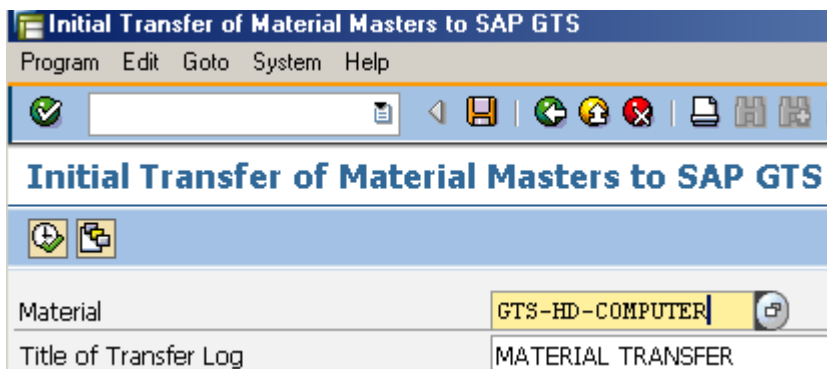 Initial Transfer of Material Masters to SAP GTS
Program Edit Goto System Help
Initial Transfer of Material Masters to SAP GTS
Material GTS-HD-COMPUTER
Title of Transfer Log MATERIAL TRANSFER